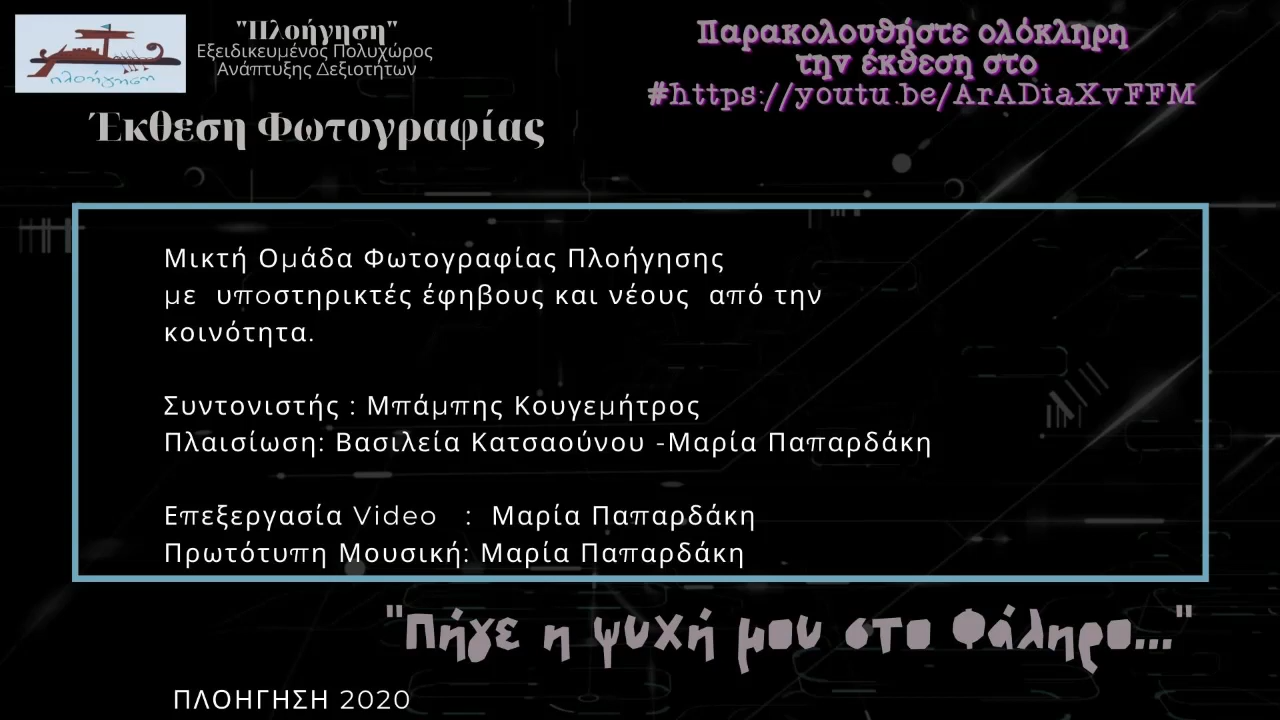 πλοήγηση
"Πλοήγηση"
Εξειδικευμένος Πολυχώρος
Ανάπτυξης Δεξιοτήτων
Έκθεση Φωτογραφίας
Παρακολουθήστε ολόκληρη
την έκθεση στο
#https://youtu.be/ArADiaXvFFM
Μικτή Ομάδα Φωτογραφίας Πλοήγησης
με υποστηρικτές έφηβους και νέους από την
κοινότητα.
Συντονιστής : Μπάμπης Κουγεμήτρος
Πλαισίωση: Βασιλεία Κατσαούνου -Μαρία Παπαρδάκη
Επεξεργασία Video : Μαρία Παπαρδάκη
Πρωτότυπη Μουσική: Μαρία Παπαρδάκη
"Πήγε η ψυχή μου στο Φάληρο..."
ΠΛΟΗΓΗΣΗ 2020